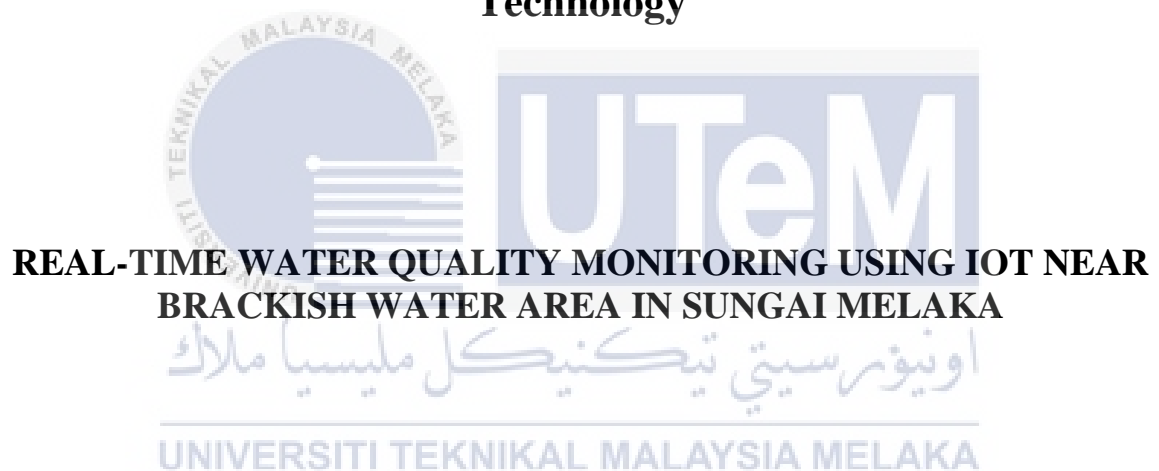 Technology
UNIVERSITI TEKNIKAL MALAYSIA MELAKA
UTeM
REAL-TIME WATER QUALITY MONITORING USING IOT NEAR
BRACKISH WATER AREA IN SUNGAI MELAKA
اونيۏرسيتي تيكنيكل مليسيا ملاك
UNIVERSITI TEKNIKAL MALAYSIA MELAKA